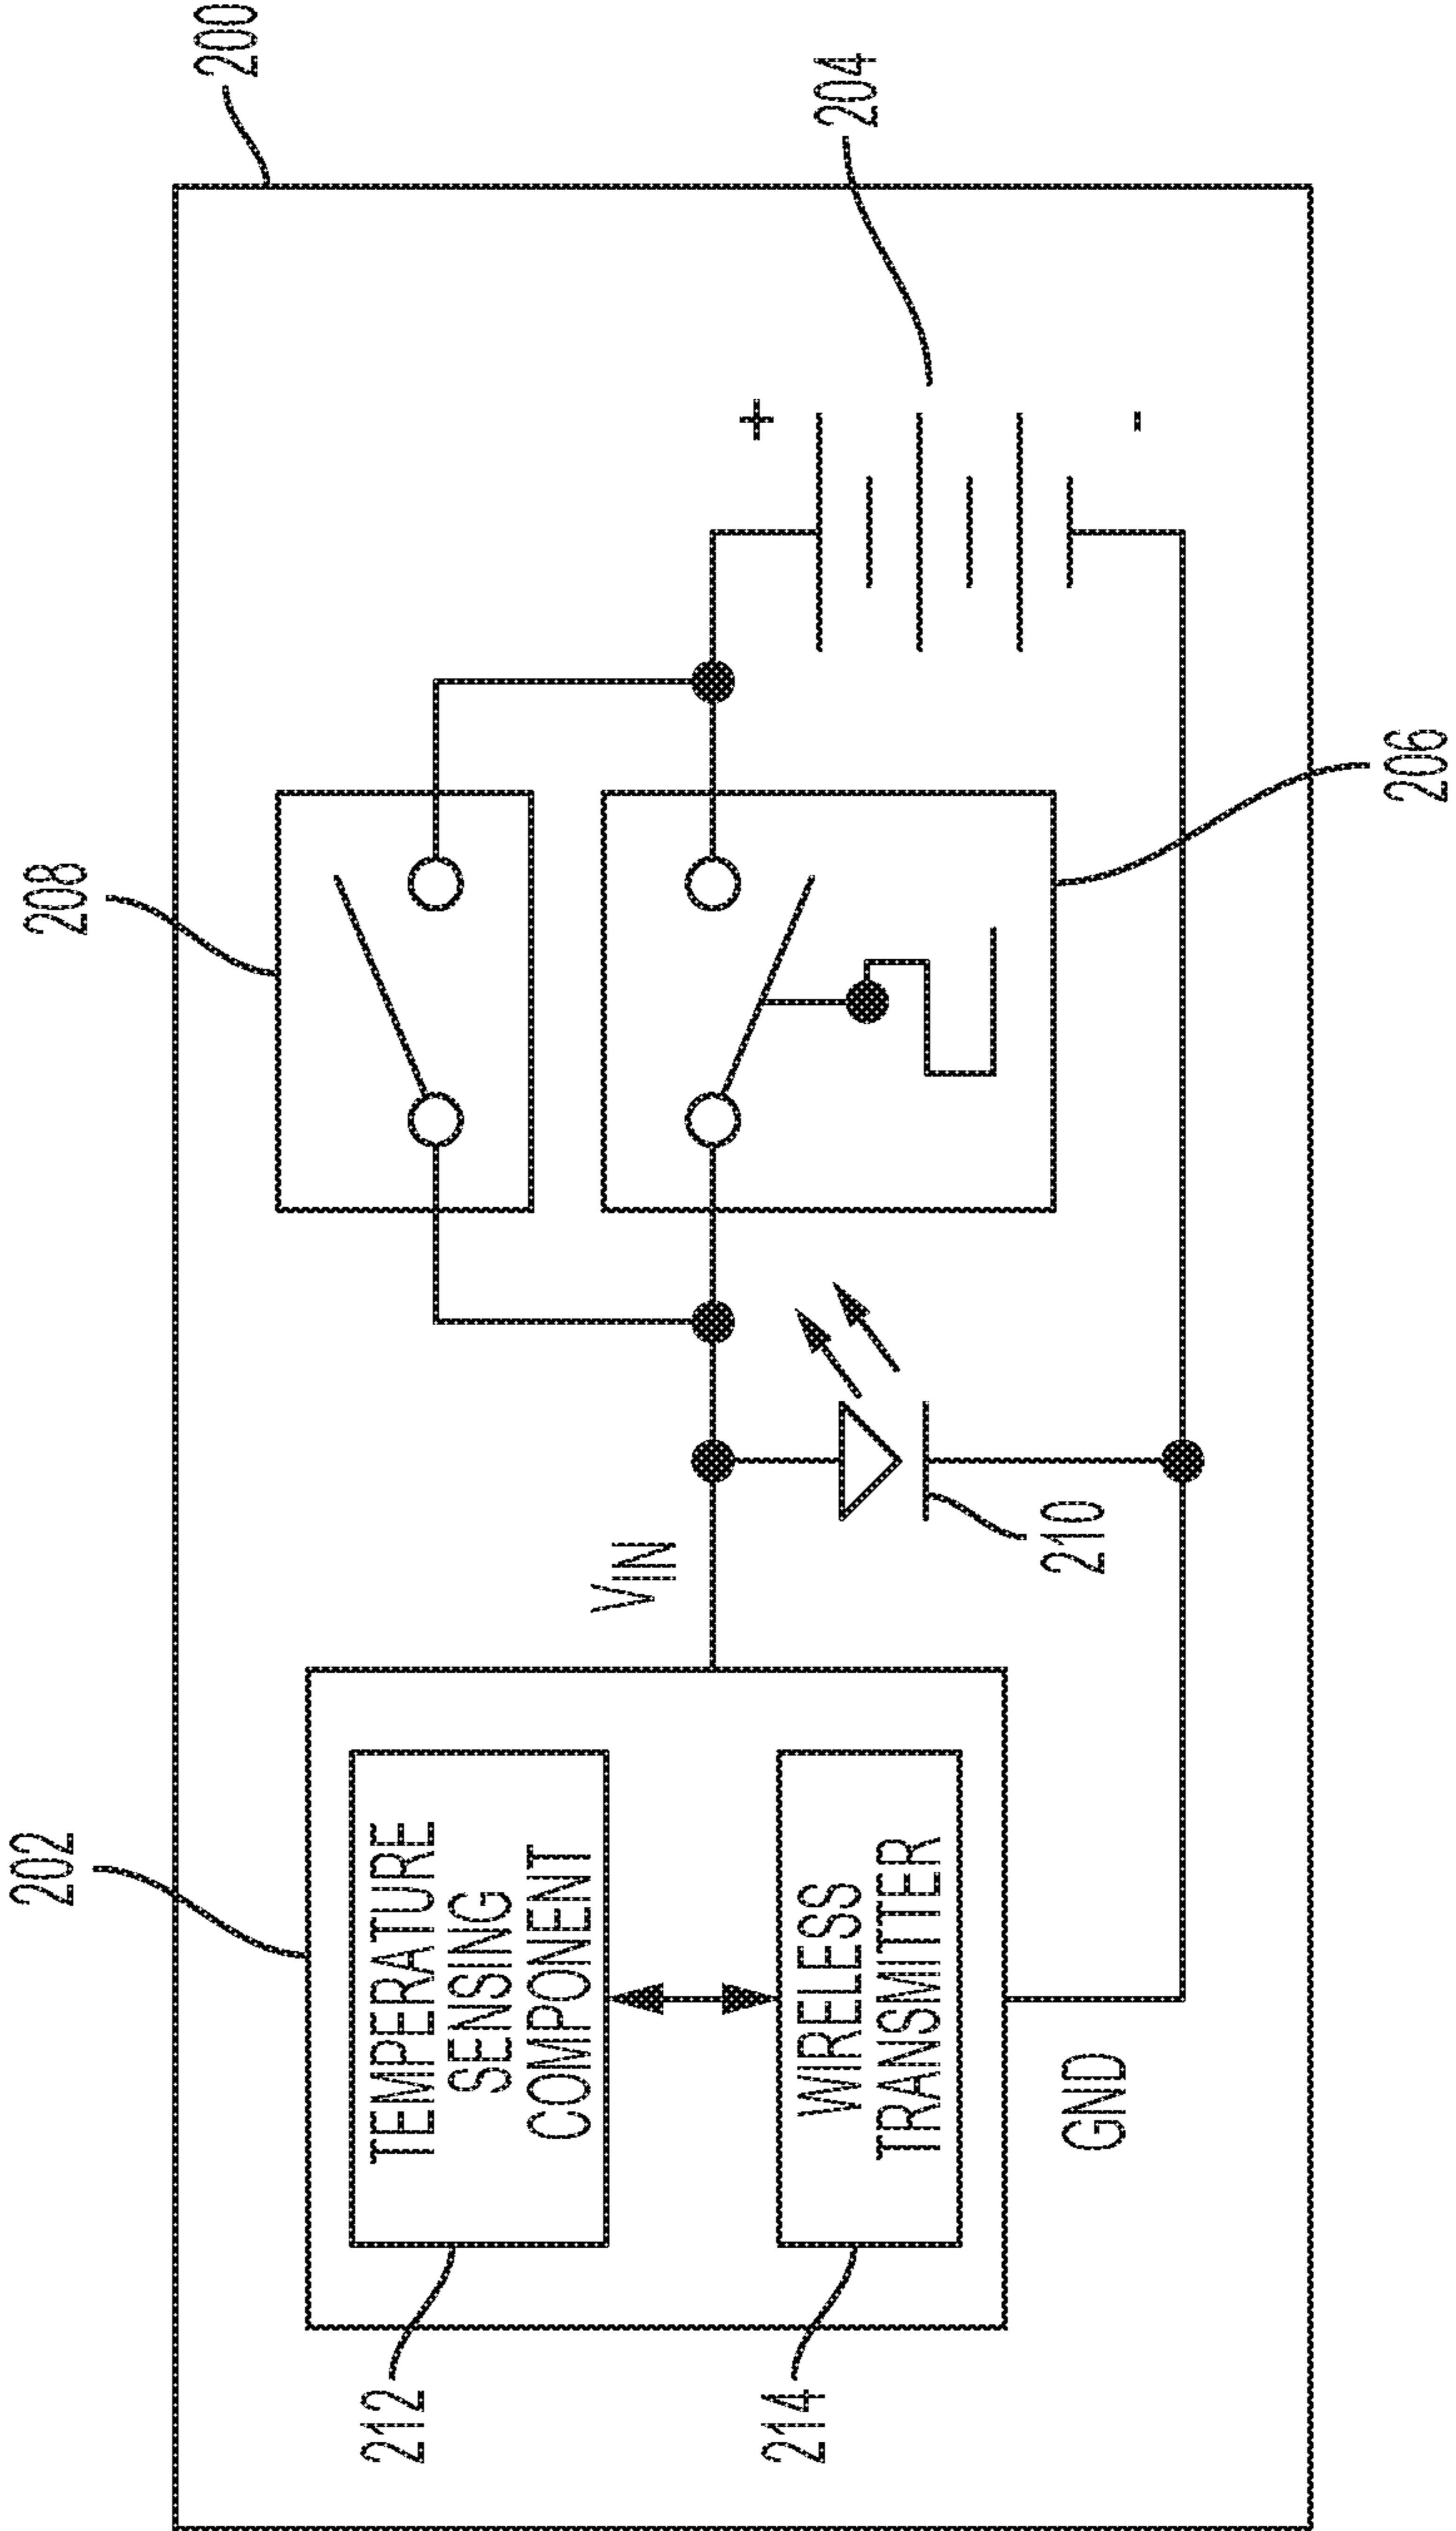 200
202
208
204
TEMPERATURE
SENSING
COMPONENT
WIRELESS
TRANSMITTER
VIN
+
-
GND
212
214
210
206